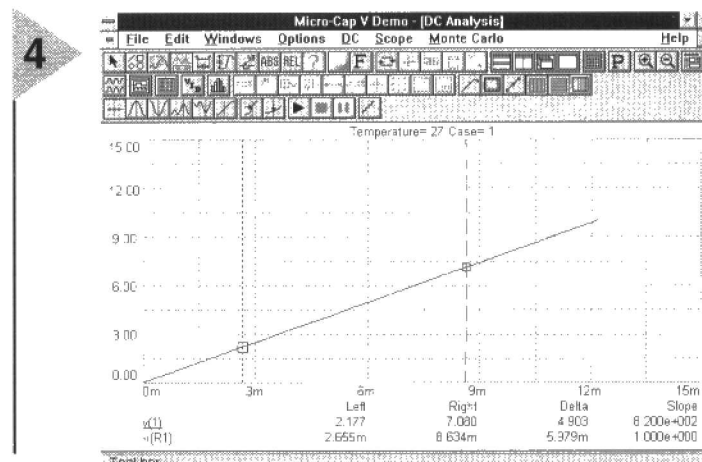 4
Micro-Cap V Demo - [DC Analysis]
File Edit Windows Options DC Scope Monte Carlo Help
ABS REL ? F P
Temperature= 27 Case= 1
15.00
12.00
9.00
6.00
3.00
0.00
0m 3m 6m 9m 12m 15m
Left Right Delta Slope
v(1) 2.177 7.080 4.903 8.200e+002
(R1) 2.655m 8.634m 5.979m 1.000e+000